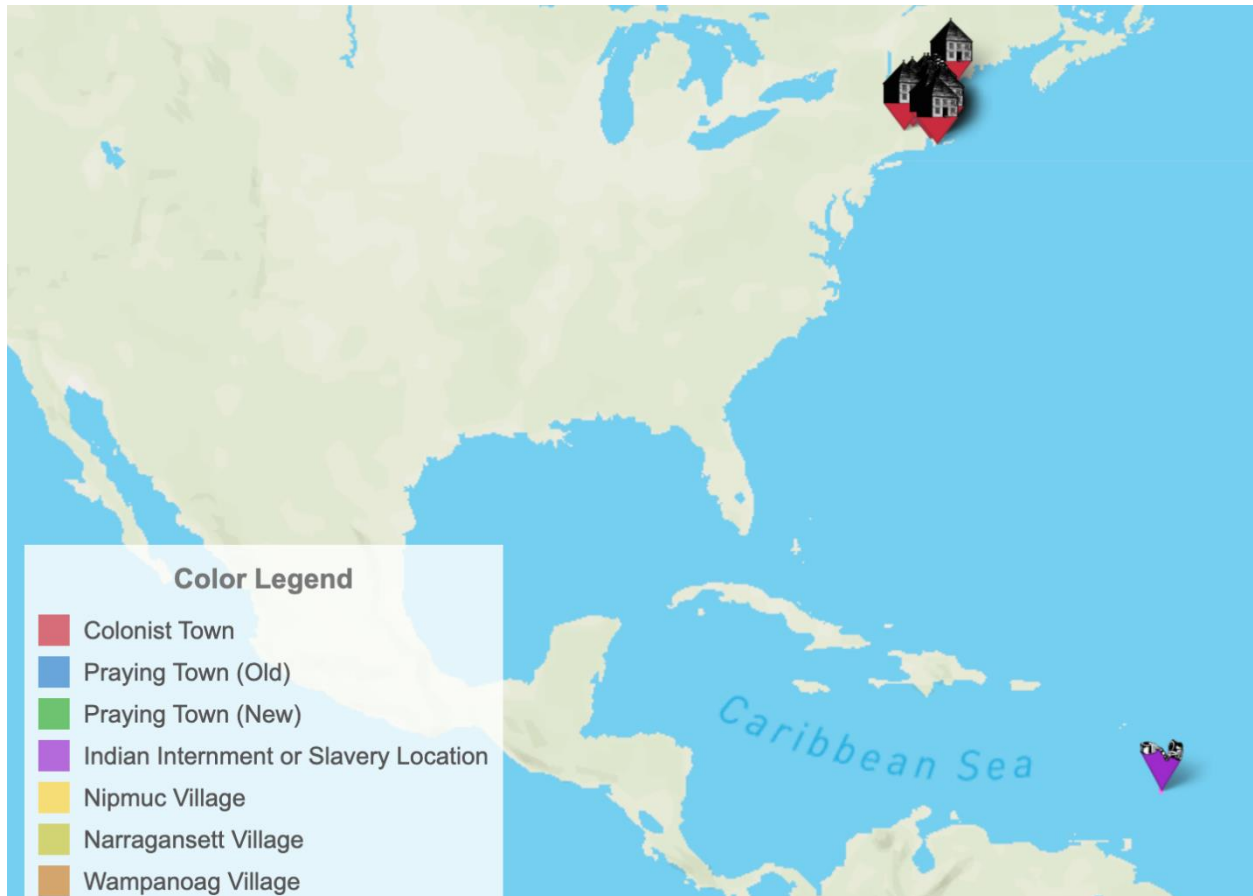 Caribbean Sea
Color Legend
Colonist Town
Praying Town (Old)
Praying Town (New)
Indian Internment or Slavery Location
Nipmuc Village
Narragansett Village
Wampanoag Village